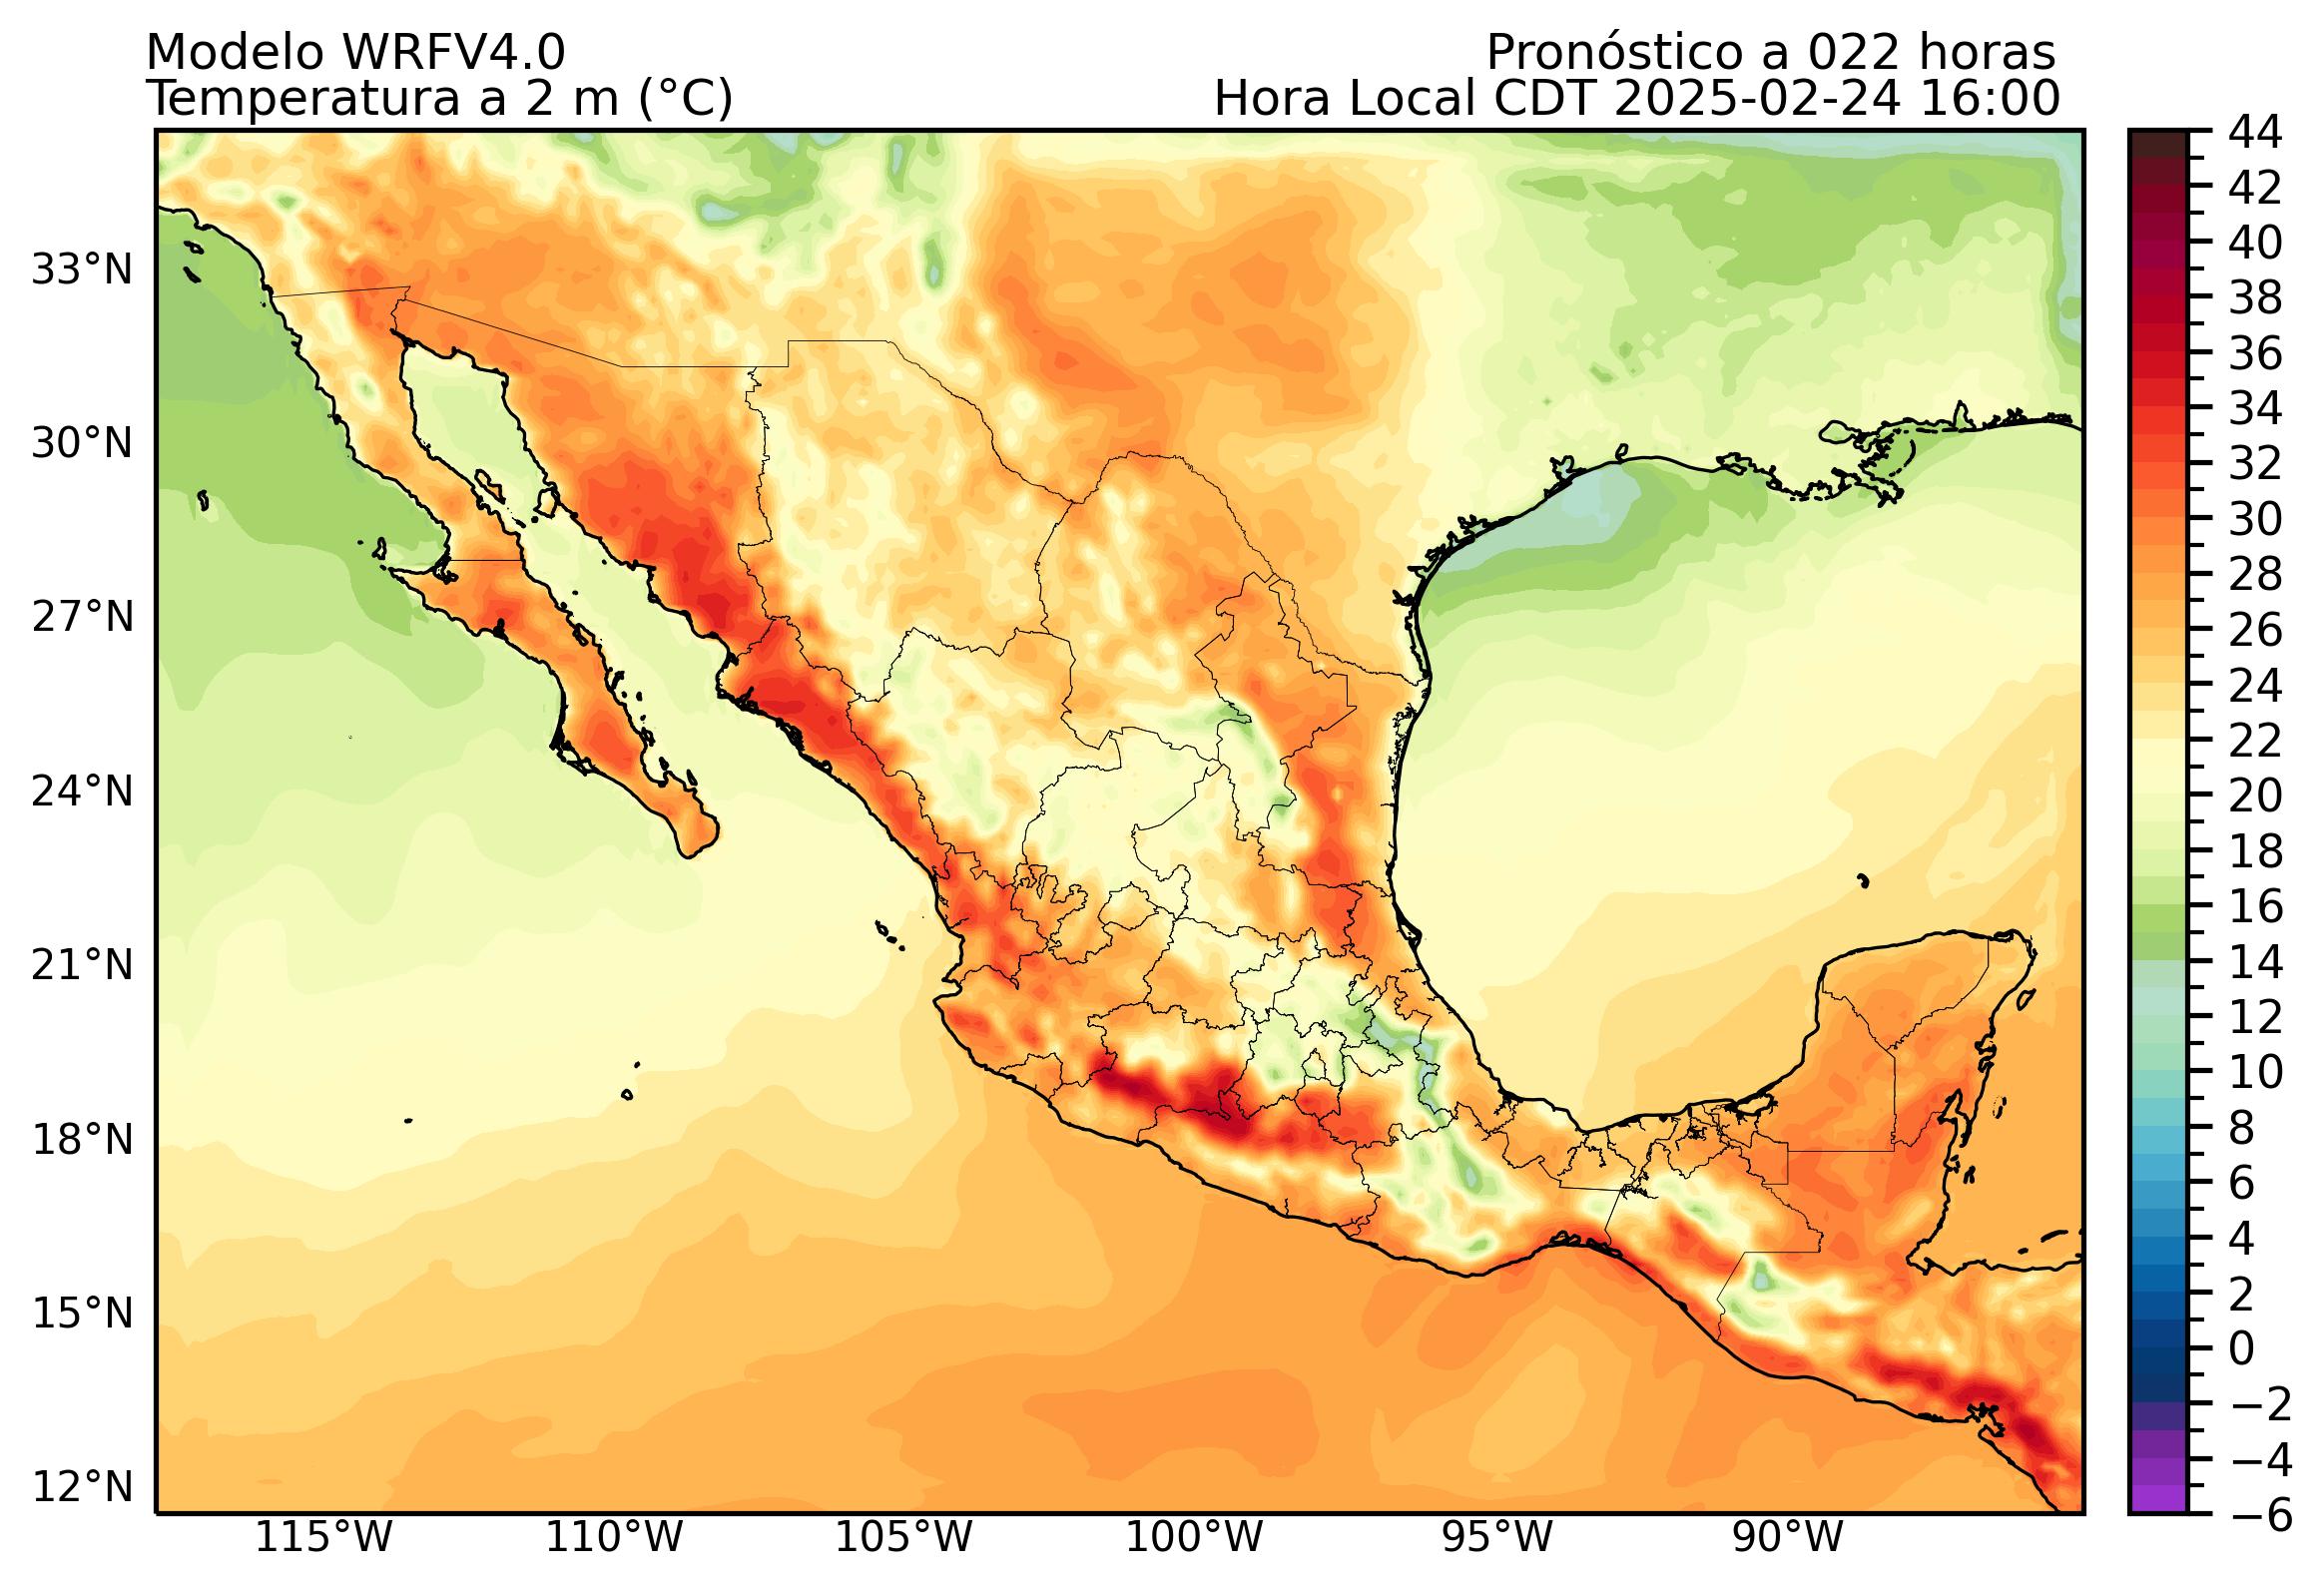 Modelo WRFV4.0
Pronóstico a 022 horas
Temperatura a 2 m (°C)
Hora Local CDT 2025-02-24 16:00
44
42
40
38
36
34
32
30
28
26
24
22
20
18
16
14
12
10
8
6
4
2
0
−2
−4
−6
33°N
30°N
27°N
24°N
21°N
18°N
15°N
12°N
115°W
110°W
105°W
100°W
95°W
90°W